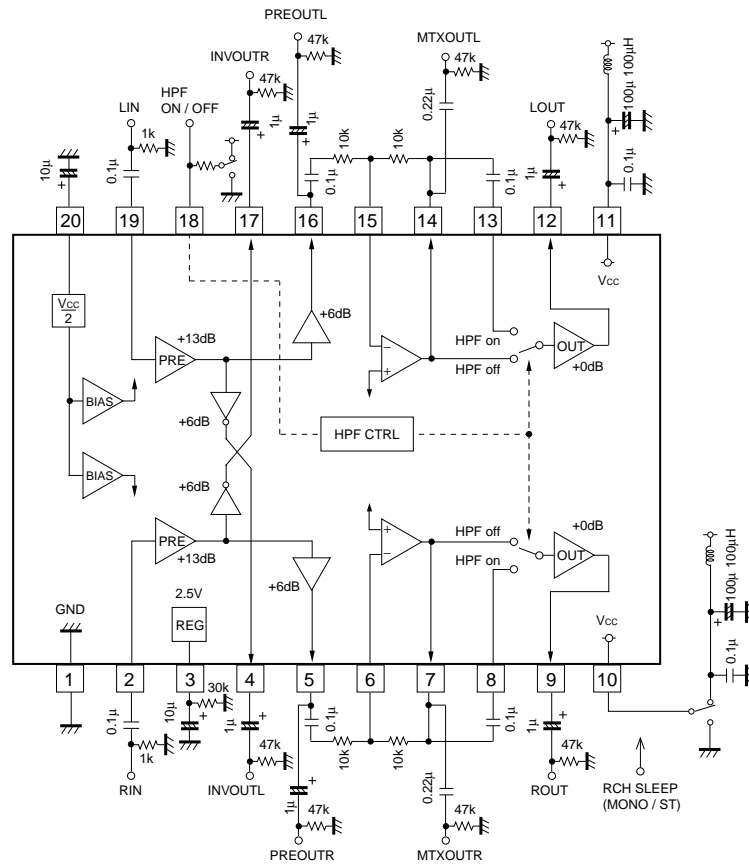 PREOUTL
47k
MTXOUTL
INVOUTR
47k
47k
HPF
ON / OFF
LIN
1k
LOUT
47k
100µ 100µH
10µ
+
0.1µ
1µ
+
1µ
+
0.1µ
10k
10k
0.22µ
0.1µ
1µ
+
+
0.1µ
20
19
18
17
16
15
14
13
12
11
VCC
VCC
2
+13dB
PRE
+6dB
−
+
HPF on
HPF off
OUT
+0dB
BIAS
+6dB
HPF CTRL
BIAS
+6dB
PRE
+13dB
+6dB
+
−
HPF off
HPF on
+0dB
OUT
GND
2.5V
REG
VCC
100µ 100µH
+
0.1µ
1
2
3
4
5
6
7
8
9
10
0.1µ
1k
RIN
10µ
+
30k
1µ
+
47k
INVOUTL
0.1µ
1µ
+
10k
10k
47k
PREOUTR
0.22µ
47k
MTXOUTR
0.1µ
1µ
+
47k
ROUT
RCH SLEEP
(MONO / ST)